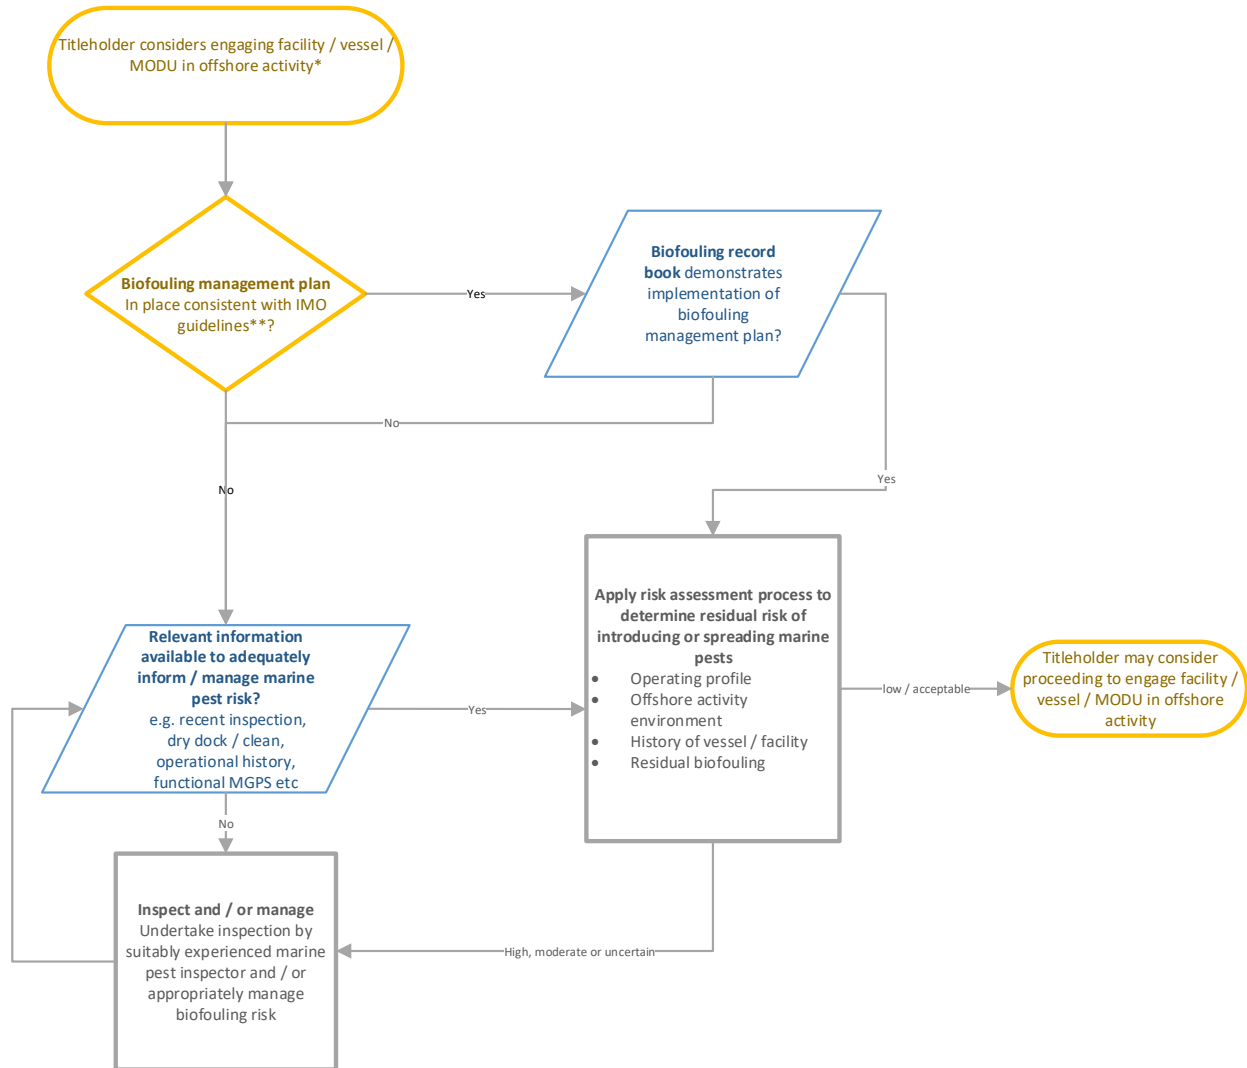 Titleholder considers engaging facility / vessel /
MODU in offshore activity*
Biofouling management plan
In place consistent with IMO
guidelines**?
Yes
Biofouling record
book demonstrates
implementation of
biofouling
management plan?
No
No
Yes
Relevant information
available to adequately
inform / manage marine
pest risk?
e.g. recent inspection,
dry dock / clean,
operational history,
functional MGPS etc
Yes
Apply risk assessment process to
determine residual risk of
introducing or spreading marine
pests
• Operating profile
• Offshore activity
environment
• History of vessel / facility
• Residual biofouling
low / acceptable
Titleholder may consider
proceeding to engage facility /
vessel / MODU in offshore
activity
No
Inspect and / or manage
Undertake inspection by
suitably experienced marine
pest inspector and / or
appropriately manage
biofouling risk
High, moderate or uncertain